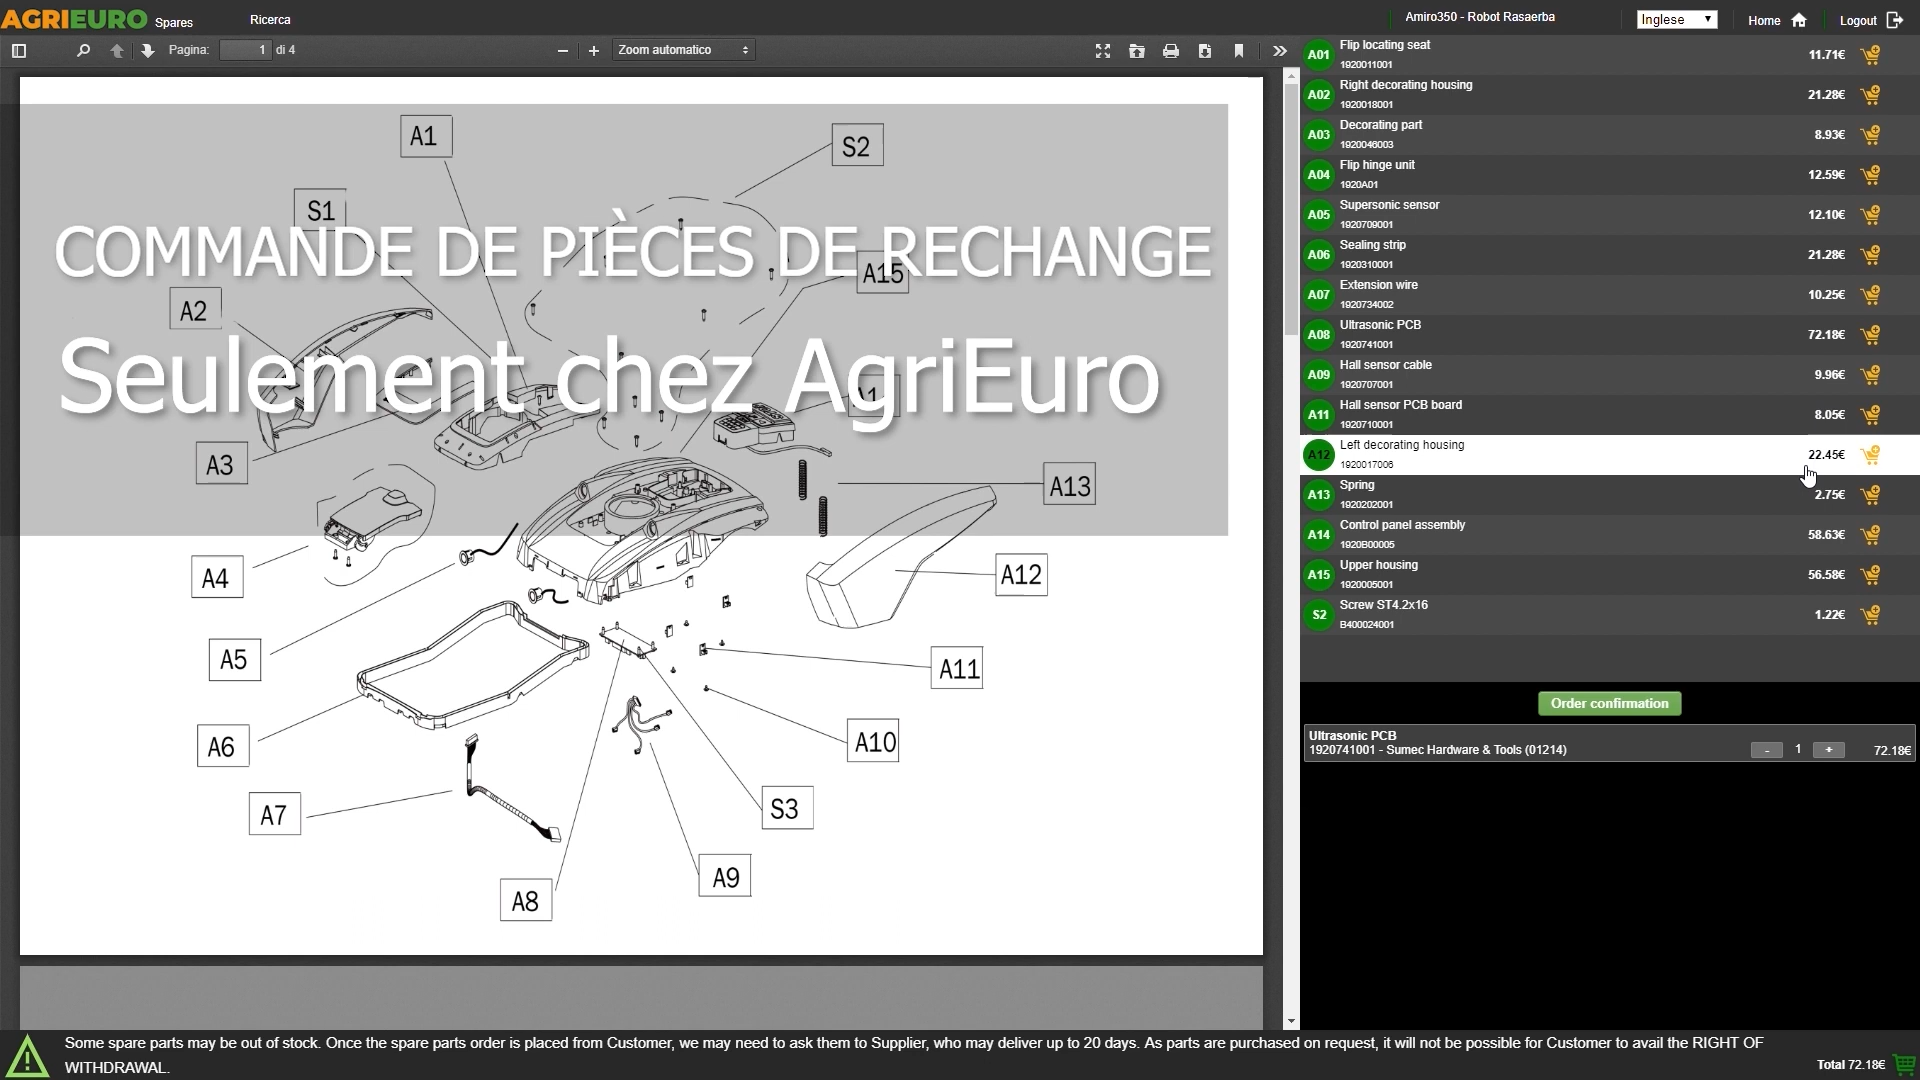 AGRIEURO Spares
Ricerca
Amiro350 - Robot Rasaerba
Inglese
Home
Logout
Pagina: 1 di 4
Zoom automatico
COMMANDE DE PIÈCES DE RECHANGE
Seulement chez AgriEuro
A1
S2
S1
A15
A2
A1
A3
A13
A4
A12
A5
A11
A6
A10
A7
S3
A9
A8
A01 Flip locating seat 11.71€
1920011001
A02 Right decorating housing 21.28€
1920018001
A03 Decorating part 8.93€
1920046003
A04 Flip hinge unit 12.59€
1920A01
A05 Supersonic sensor 12.10€
1920709001
A06 Sealing strip 21.28€
1920310001
A07 Extension wire 10.25€
1920734002
A08 Ultrasonic PCB 72.18€
1920741001
A09 Hall sensor cable 9.96€
1920707001
A11 Hall sensor PCB board 8.05€
1920710001
A12 Left decorating housing 22.45€
1920017006
A13 Spring 2.75€
1920202001
A14 Control panel assembly 58.63€
1920B00005
A15 Upper housing 56.58€
1920005001
S2 Screw ST4.2x16 1.22€
B400024001
Order confirmation
Ultrasonic PCB
1920741001 - Sumec Hardware & Tools (01214) - 1 + 72.18€
Some spare parts may be out of stock. Once the spare parts order is placed from Customer, we may need to ask them to Supplier, who may deliver up to 20 days. As parts are purchased on request, it will not be possible for Customer to avail the RIGHT OF
WITHDRAWAL.
Total 72.18€